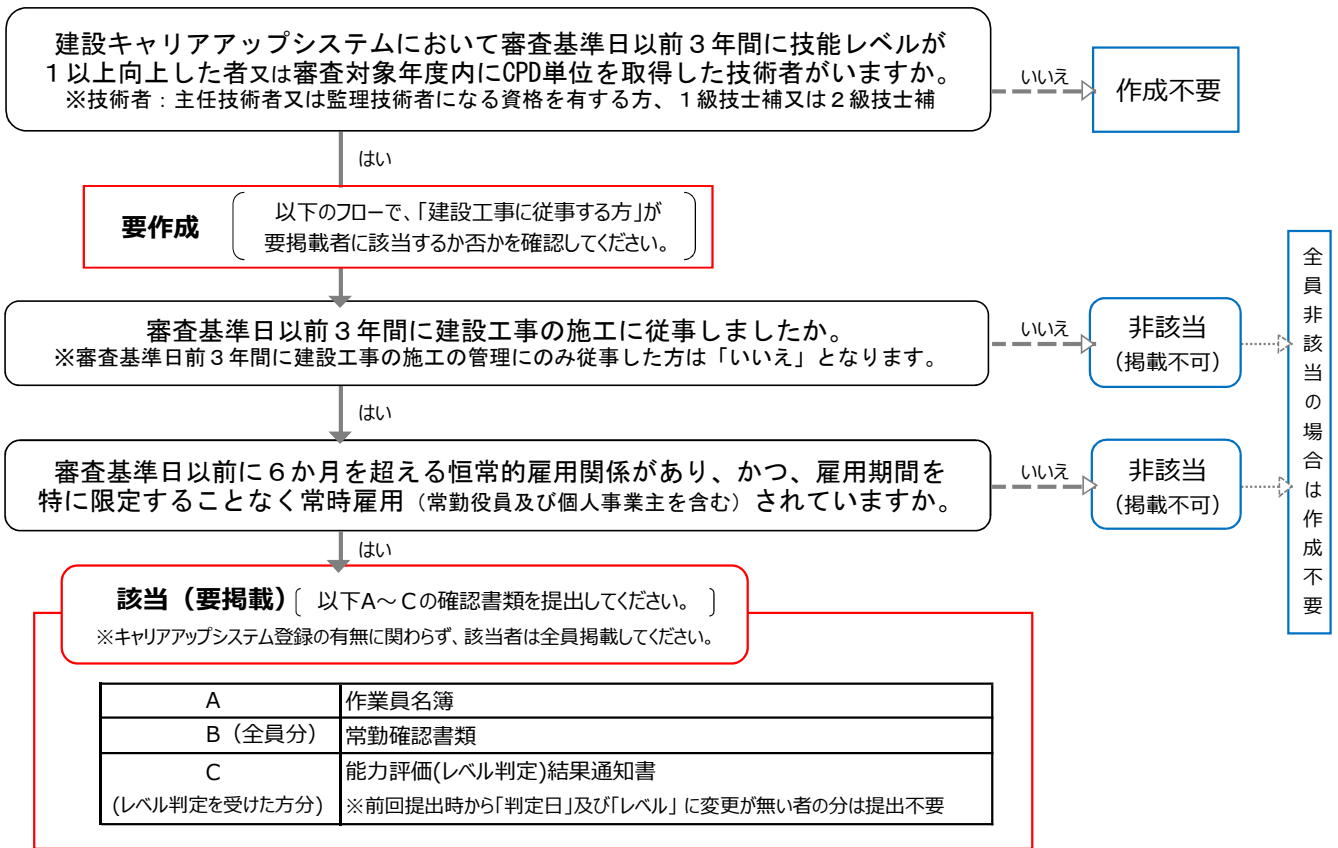 建設キャリアアップシステムにおいて審査基準日以前３年間に技能レベルが
１以上向上した者又は審査対象年度内にCPD単位を取得した技術者がいますか。
※技術者：主任技術者又は監理技術者になる資格を有する方、１級技士補又は２級技士補
いいえ
作成不要
はい
要作成
以下のフローで、「建設工事に従事する方」が
要掲載者に該当するか否かを確認してください。
審査基準日以前３年間に建設工事の施工に従事しましたか。
※審査基準日前３年間に建設工事の施工の管理にのみ従事した方は「いいえ」となります。
いいえ
非該当
(掲載不可)
はい
審査基準日以前に６か月を超える恒常的雇用関係があり、かつ、雇用期間を
特に限定することなく常時雇用（常勤役員及び個人事業主を含む）されていますか。
いいえ
非該当
(掲載不可)
全員非該当の場合は作成不要
はい
該当（要掲載）〔 以下A～Cの確認書類を提出してください。 〕
※キャリアアップシステム登録の有無に関わらず、該当者は全員掲載してください。
A 作業員名簿
B（全員分） 常勤確認書類
C 能力評価(レベル判定)結果通知書
(レベル判定を受けた方分) ※前回提出時から「判定日」及び「レベル」に変更が無い者の分は提出不要